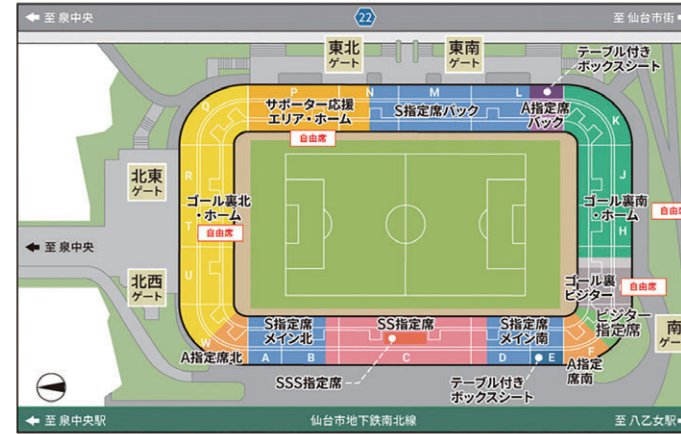 ← 至 泉中央
22
至 仙台市街
東北
ゲート
東南
ゲート
テーブル付き
ボックスシート
P
N
M
L
Q
サポーター応援
エリア・ホーム
自由席
S指定席バック
A指定席
バック
K
R
J
北東
ゲート
ゴール裏北
・ホーム
自由席
T
ゴール裏南
・ホーム
自由席
H
← 至 泉中央
U
北西
ゲート
ゴール裏
ビジター
自由席
ビジター
指定席
南
ゲー
W
A指定席北
S指定席
メイン北
SS指定席
S指定席
メイン南
A
B
C
D
E
F
A指定
席南
SSS指定席
テーブル付き
ボックスシート
← 至 泉中央駅
仙台市地下鉄南北線
至 八乙女駅